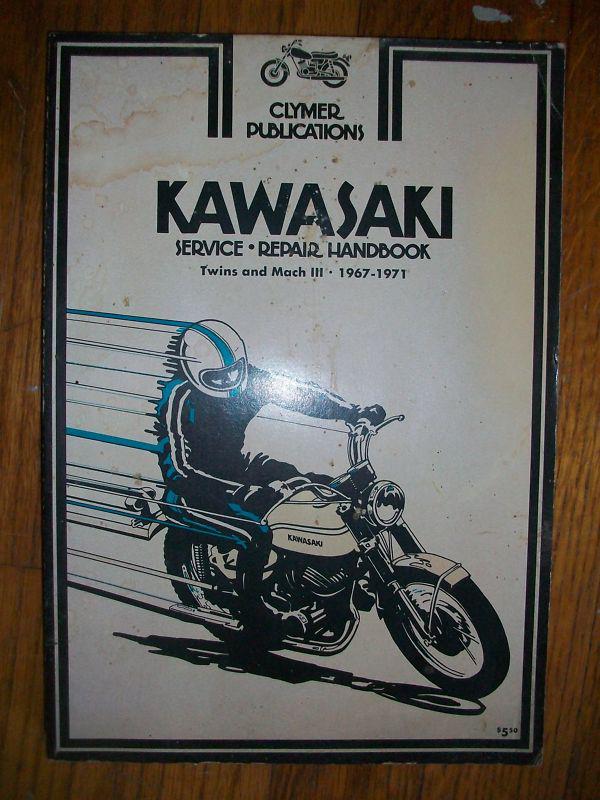 CLYMER
PUBLICATIONS
KAWASAKI
SERVICE • REPAIR HANDBOOK
Twins and Mach III · 1967-1971
KAWASAKI
$5.50